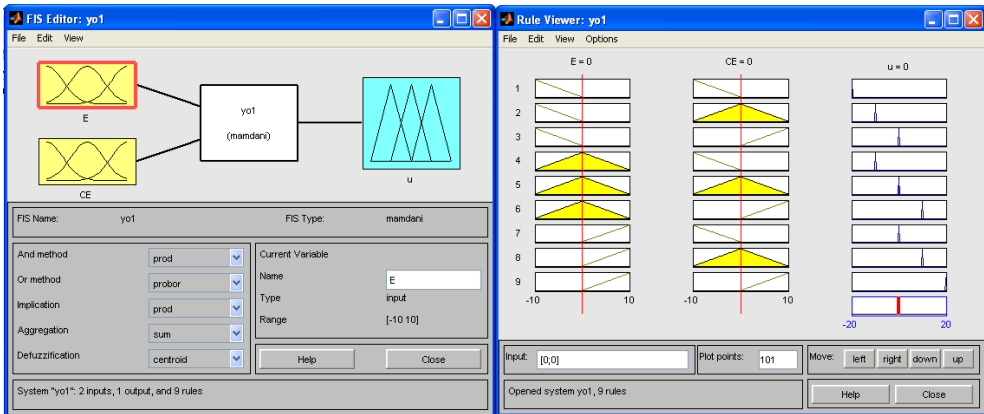 FIS Editor: yo1
File Edit View
E
yo1
(mamdani)
CE
u
FIS Name: yo1 FIS Type: mamdani
And method prod
Or method probor
Implication prod
Aggregation sum
Defuzzification centroid
Current Variable
Name E
Type input
Range [-10 10]
Help Close
System "yo1": 2 inputs, 1 output, and 9 rules
Rule Viewer: yo1
File Edit View Options
E = 0 CE = 0 u = 0
1
2
3
4
5
6
7
8
9
-10 10 -10 10
-20 20
Input: [0;0] Plot points: 101 Move: left right down up
Opened system yo1, 9 rules
Help Close